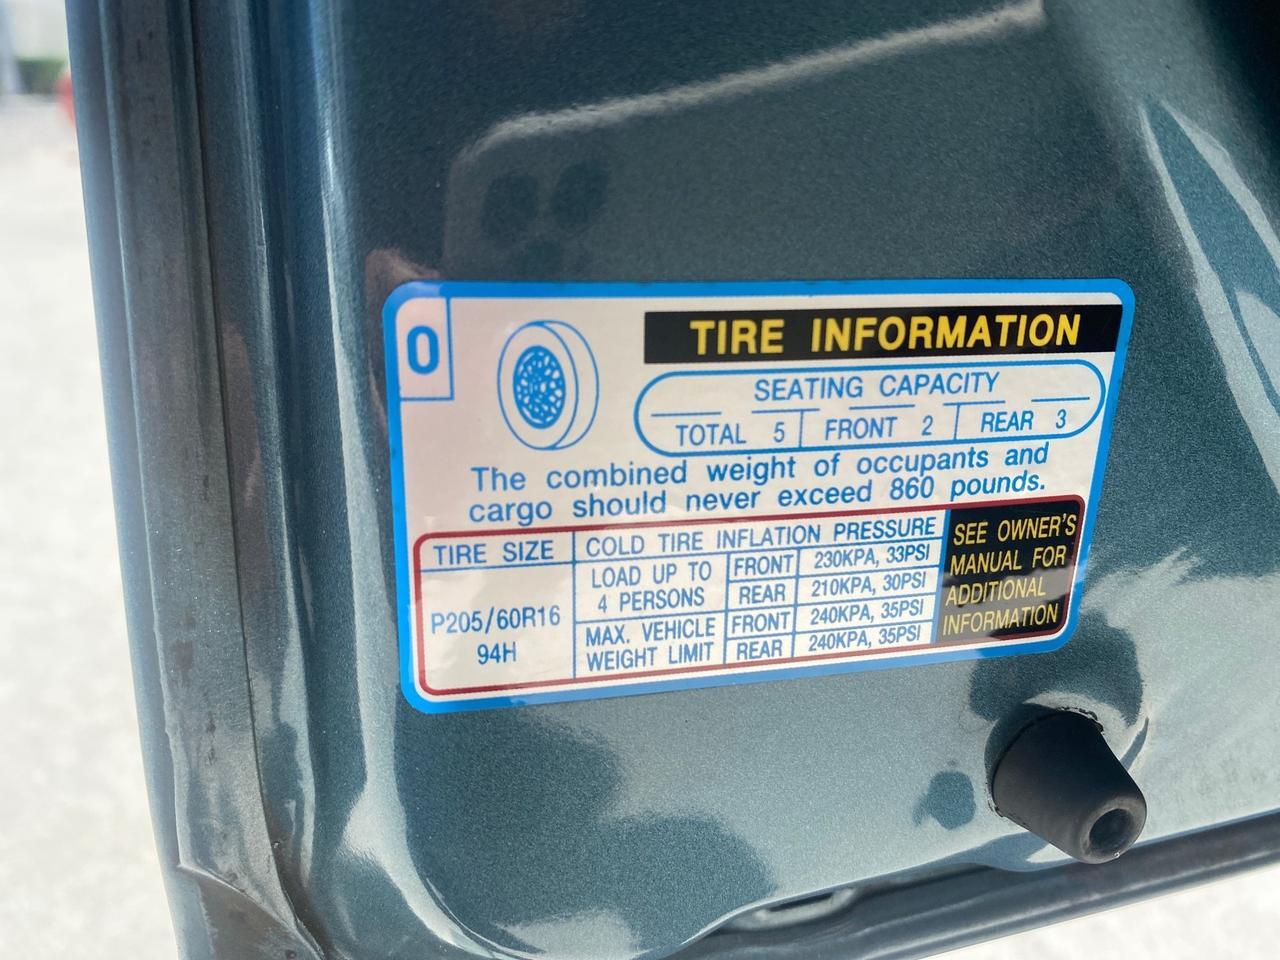 0
TIRE INFORMATION
SEATING CAPACITY
TOTAL 5 FRONT 2 REAR 3
The combined weight of occupants and
cargo should never exceed 860 pounds.
TIRE SIZE
P205/60R16
94H
COLD TIRE INFLATION PRESSURE
LOAD UP TO
4 PERSONS
FRONT 230KPA, 33PSI
REAR 210KPA, 30PSI
MAX. VEHICLE
WEIGHT LIMIT
FRONT 240KPA, 35PSI
REAR 240KPA, 35PSI
SEE OWNER'S
MANUAL FOR
ADDITIONAL
INFORMATION